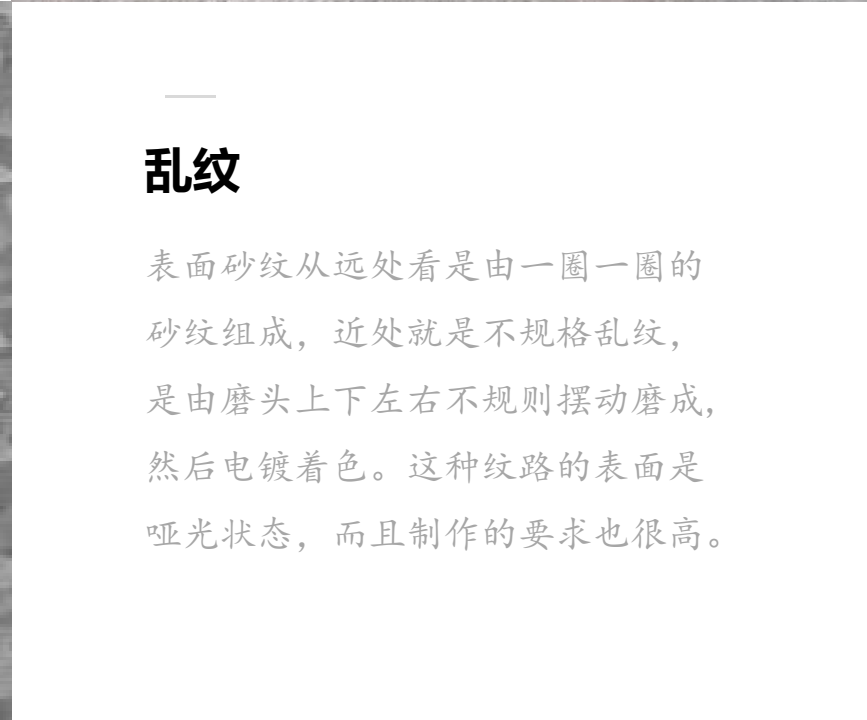 乱纹
表面砂纹从远处看是由一圈一圈的
砂纹组成，近处就是不规格乱纹，
是由磨头上下左右不规则摆动磨成，
然后电镀着色。这种纹路的表面是
哑光状态，而且制作的要求也很高。